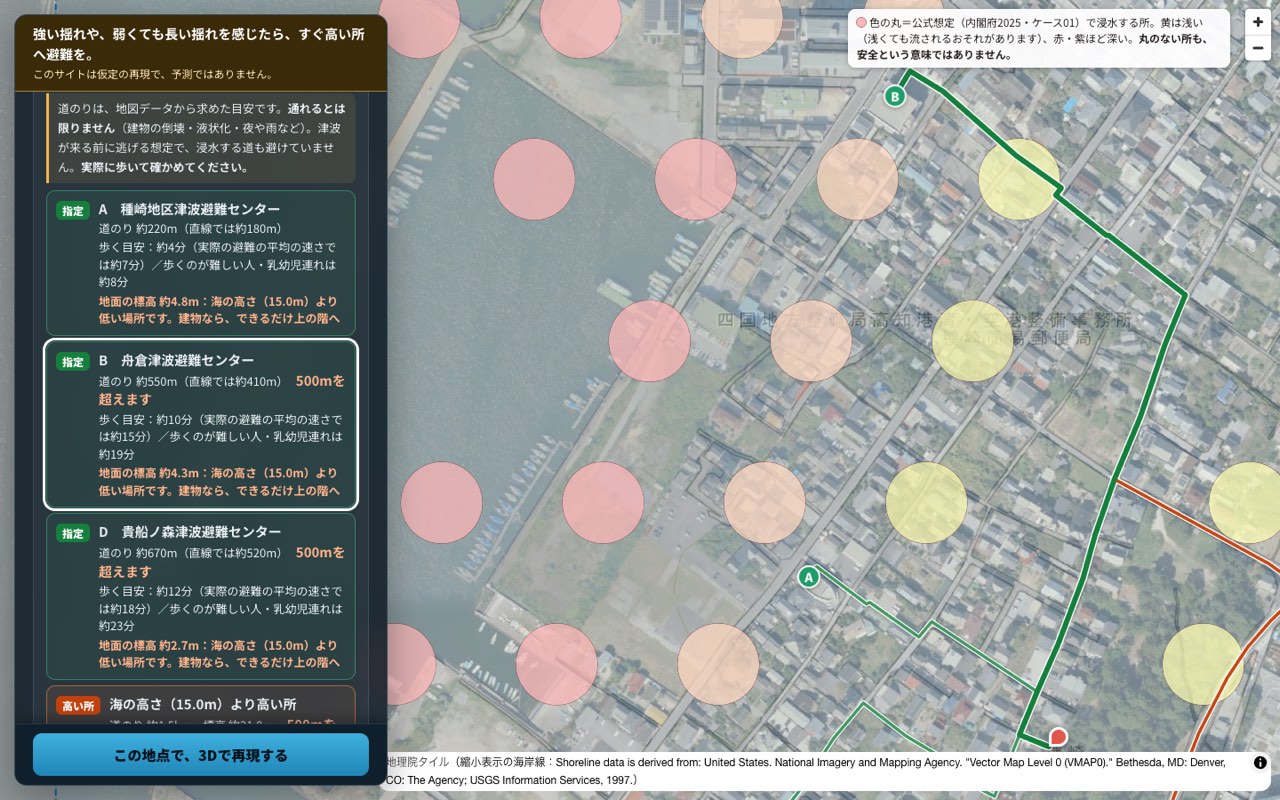 強い揺れや、弱くても長い揺れを感じたら、すぐ高い所
へ避難を。
このサイトは仮定の再現で、予測ではありません。
道のりは、地図データから求めた目安です。通れるとは
限りません（建物の倒壊・液状化・夜や雨など）。津波
が来る前に逃げる想定で、浸水する道も避けていませ
ん。実際に歩いて確かめてください。
指定 A 種崎地区津波避難センター
道のり 約220m（直線では約180m）
歩く目安：約4分（実際の避難の平均の速さで
は約7分）／歩くのが難しい人・乳幼児連れは
約8分
地面の標高 約4.8m：海の高さ（15.0m）より
低い場所です。建物なら、できるだけ上の階へ
指定 B 舟倉津波避難センター
道のり 約550m（直線では約410m） 500mを
超えます
歩く目安：約10分（実際の避難の平均の速さで
は約15分）／歩くのが難しい人・乳幼児連れは
約19分
地面の標高 約4.3m：海の高さ（15.0m）より
低い場所です。建物なら、できるだけ上の階へ
指定 D 貴船ノ森津波避難センター
道のり 約670m（直線では約520m） 500mを
超えます
歩く目安：約12分（実際の避難の平均の速さで
は約18分）／歩くのが難しい人・乳幼児連れは
約23分
地面の標高 約2.7m：海の高さ（15.0m）より
低い場所です。建物なら、できるだけ上の階へ
高い所 海の高さ（15.0m）より高い所
この地点で、3Dで再現する
色の丸＝公式想定（内閣府2025・ケース01）で浸水する所。黄は浅い
（浅くても流されるおそれがあります）、赤・紫ほど深い。丸のない所も、
安全という意味ではありません。
+
−
B
四国地
局高知港
空港整備事務所
郵便局
A
地理院タイル（縮小表示の海岸線：Shoreline data is derived from: United States. National Imagery and Mapping Agency. "Vector Map Level 0 (VMAP0)." Bethesda, MD: Denver,
CO: The Agency; USGS Information Services, 1997.）